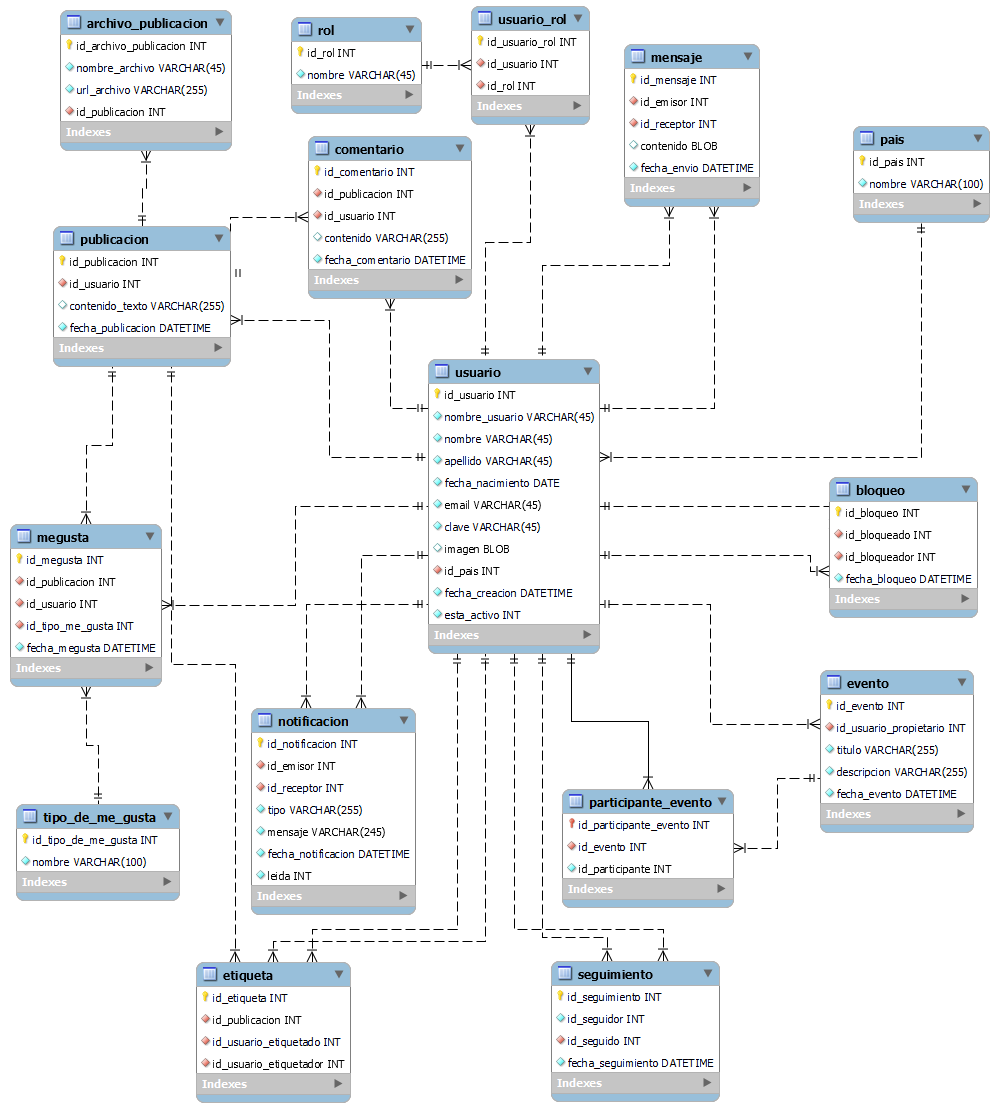 archivo_publicacion
id_archivo_publicacion INT
nombre_archivo VARCHAR(45)
url_archivo VARCHAR(255)
id_publicacion INT
Indexes
rol
id_rol INT
nombre VARCHAR(45)
Indexes
usuario_rol
id_usuario_rol INT
id_usuario INT
id_rol INT
Indexes
mensaje
id_mensaje INT
id_emisor INT
id_receptor INT
contenido BLOB
fecha_envio DATETIME
Indexes
pais
id_pais INT
nombre VARCHAR(100)
Indexes
comentario
id_comentario INT
id_publicacion INT
id_usuario INT
contenido VARCHAR(255)
fecha_comentario DATETIME
Indexes
publicacion
id_publicacion INT
id_usuario INT
contenido_texto VARCHAR(255)
fecha_publicacion DATETIME
Indexes
usuario
id_usuario INT
nombre_usuario VARCHAR(45)
nombre VARCHAR(45)
apellido VARCHAR(45)
fecha_nacimiento DATE
email VARCHAR(45)
clave VARCHAR(45)
imagen BLOB
id_pais INT
fecha_creacion DATETIME
esta_activo INT
Indexes
bloqueo
id_bloqueo INT
id_bloqueado INT
id_bloqueador INT
fecha_bloqueo DATETIME
Indexes
megusta
id_megusta INT
id_publicacion INT
id_usuario INT
id_tipo_me_gusta INT
fecha_megusta DATETIME
Indexes
evento
id_evento INT
id_usuario_propietario INT
titulo VARCHAR(255)
descripcion VARCHAR(255)
fecha_evento DATETIME
Indexes
notificacion
id_notificacion INT
id_emisor INT
id_receptor INT
tipo VARCHAR(255)
mensaje VARCHAR(245)
fecha_notificacion DATETIME
leida INT
Indexes
participante_evento
id_participante_evento INT
id_evento INT
id_participante INT
Indexes
tipo_de_me_gusta
id_tipo_de_me_gusta INT
nombre VARCHAR(100)
Indexes
etiqueta
id_etiqueta INT
id_publicacion INT
id_usuario_etiquetado INT
id_usuario_etiquetador INT
Indexes
seguimiento
id_seguimiento INT
id_seguidor INT
id_seguido INT
fecha_seguimiento DATETIME
Indexes